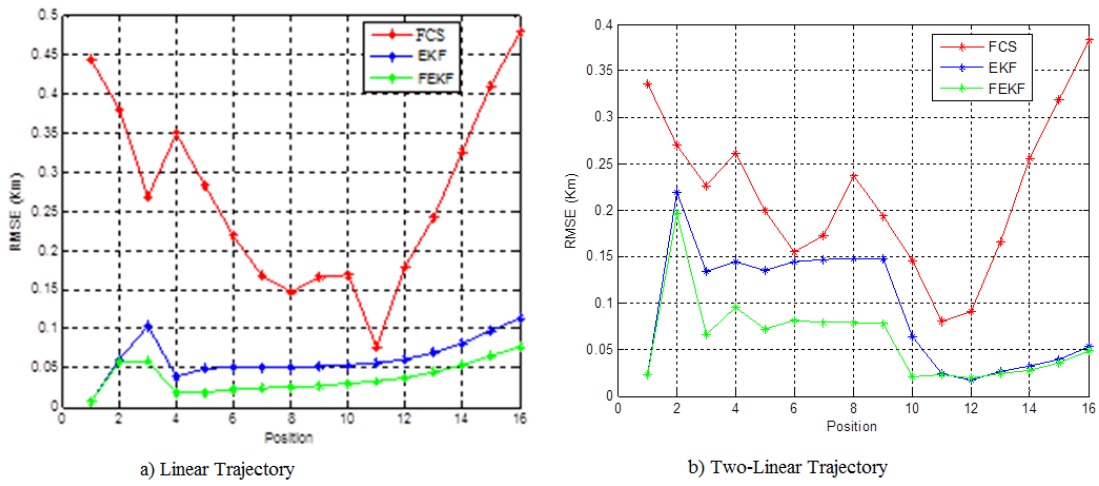 0.5
0.45
0.4
0.35
0.3
0.25
0.2
0.15
0.1
0.05
0
RMSE (Km)
FCS
EKF
FEKF
0 2 4 6 8 10 12 14 16
Position
a) Linear Trajectory
0.4
0.35
0.3
0.25
0.2
0.15
0.1
0.05
0
RMSE (Km)
FCS
EKF
FEKF
0 2 4 6 8 10 12 14 16
Position
b) Two-Linear Trajectory